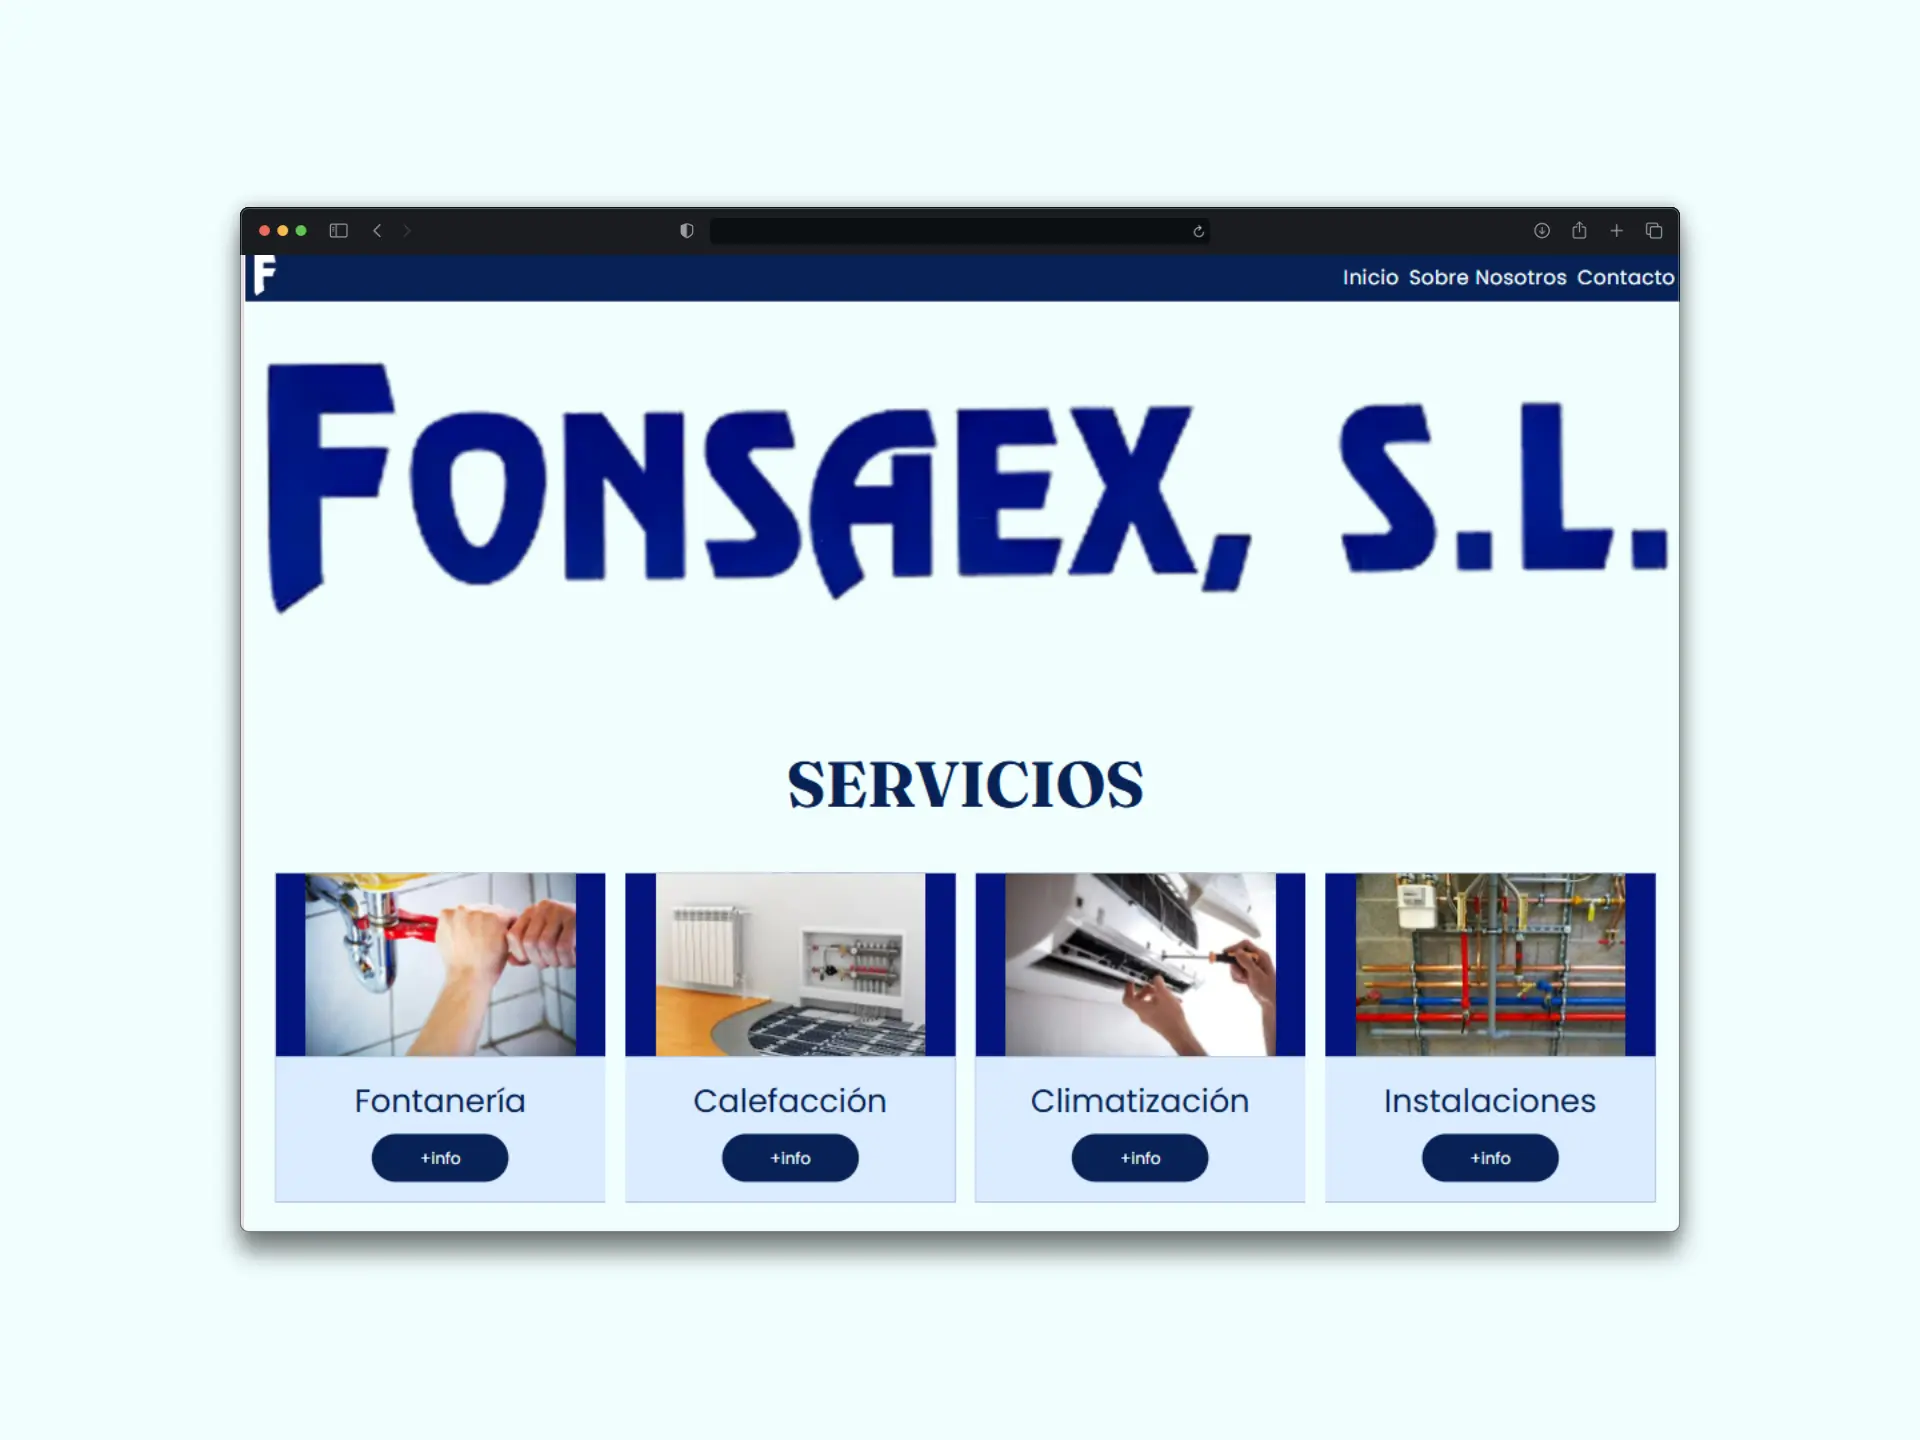 F
Inicio Sobre Nosotros Contacto
FONSAEX, S.L.
SERVICIOS
Fontanería
+info
Calefacción
+info
Climatización
+info
Instalaciones
+info